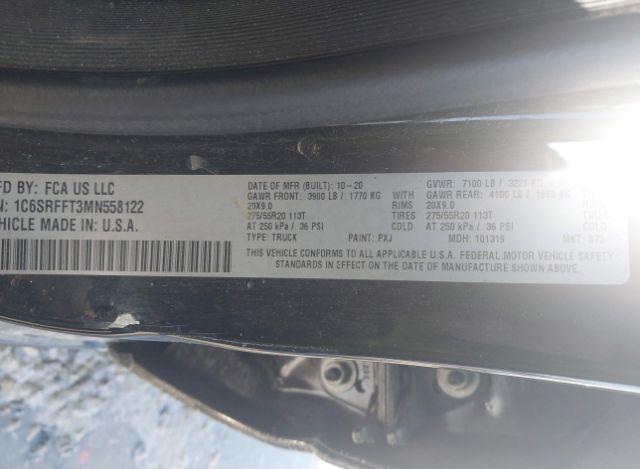 FD BY: FCA US LLC
N: 1C6SRFFT3MN558122
EHICLE MADE IN U.S.A.
DATE OF MFR (BUILT): 10-20 GVWR: 7100 LB / 3221 KG
GAWR FRONT: 3900 LB / 1770 KG WITH GAWR REAR: 4100 LB / 1860
20X9.0 RIMS 20X9.0
275/55R20 113T TIRES 275/55R20 113T
AT 250 kPa / 36 PSI COLD AT 250 kPa / 36 PSI
TYPE: TRUCK PAINT: PXJ MDH: 101319 MKT:
THIS VEHICLE CONFORMS TO ALL APPLICABLE U.S.A. FEDERAL MOTOR VEHICLE SAFETY
STANDARDS IN EFFECT ON THE DATE OF MANUFACTURE SHOWN ABOVE.